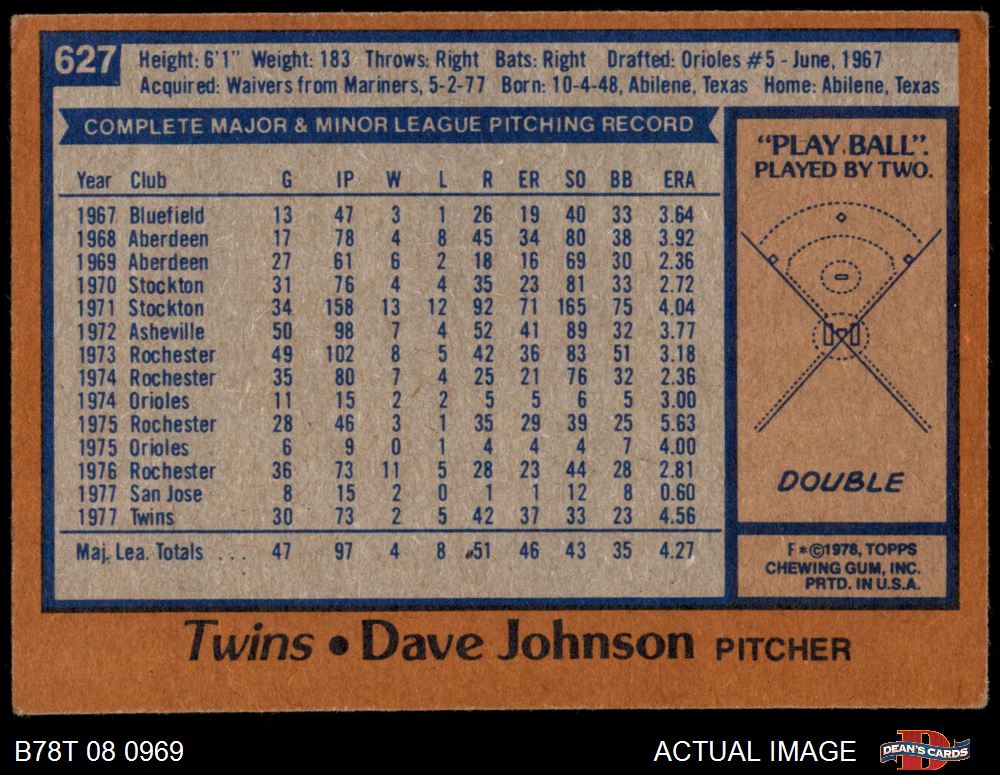 627
Height: 6'1" Weight: 183 Throws: Right Bats: Right Drafted: Orioles #5 - June, 1967
Acquired: Waivers from Mariners, 5-2-77 Born: 10-4-48, Abilene, Texas Home: Abilene, Texas
COMPLETE MAJOR & MINOR LEAGUE PITCHING RECORD
Year Club G IP W L R ER SO BB ERA
1967 Bluefield 13 47 3 1 26 19 40 33 3.64
1968 Aberdeen 17 78 4 8 45 34 80 38 3.92
1969 Aberdeen 27 61 6 2 18 16 69 30 2.36
1970 Stockton 31 76 4 4 35 23 81 33 2.72
1971 Stockton 34 158 13 12 92 71 165 75 4.04
1972 Asheville 50 98 7 4 52 41 89 32 3.77
1973 Rochester 49 102 8 5 42 36 83 51 3.18
1974 Rochester 35 80 7 4 25 21 76 32 2.36
1974 Orioles 11 15 2 2 5 5 6 5 3.00
1975 Rochester 28 46 3 1 35 29 39 25 5.63
1975 Orioles 6 9 0 1 4 4 4 7 4.00
1976 Rochester 36 73 11 5 28 23 44 28 2.81
1977 San Jose 8 15 2 0 1 1 12 8 0.60
1977 Twins 30 73 2 5 42 37 33 23 4.56
Maj. Lea. Totals ... 47 97 4 8 51 46 43 35 4.27
"PLAY BALL".
PLAYED BY TWO.
DOUBLE
F*©1978, TOPPS
CHEWING GUM, INC.
PRTD. IN U.S.A.
Twins • Dave Johnson PITCHER
B78T 08 0969
ACTUAL IMAGE
D
DEAN'S CARDS